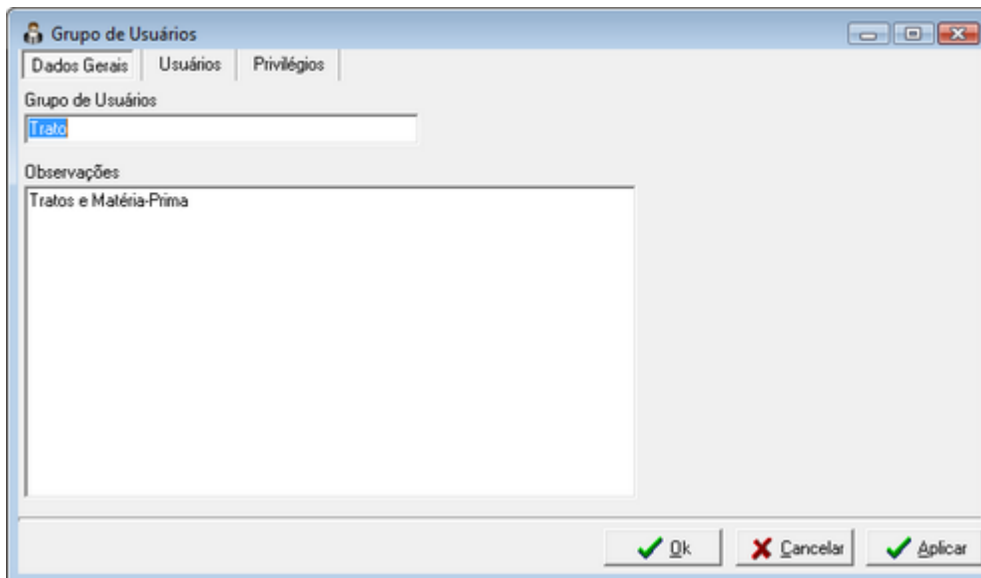 Grupo de Usuários
Dados Gerais Usuários Privilégios
Grupo de Usuários
Trato
Observações
Tratos e Matéria-Prima
Ok Cancelar Aplicar